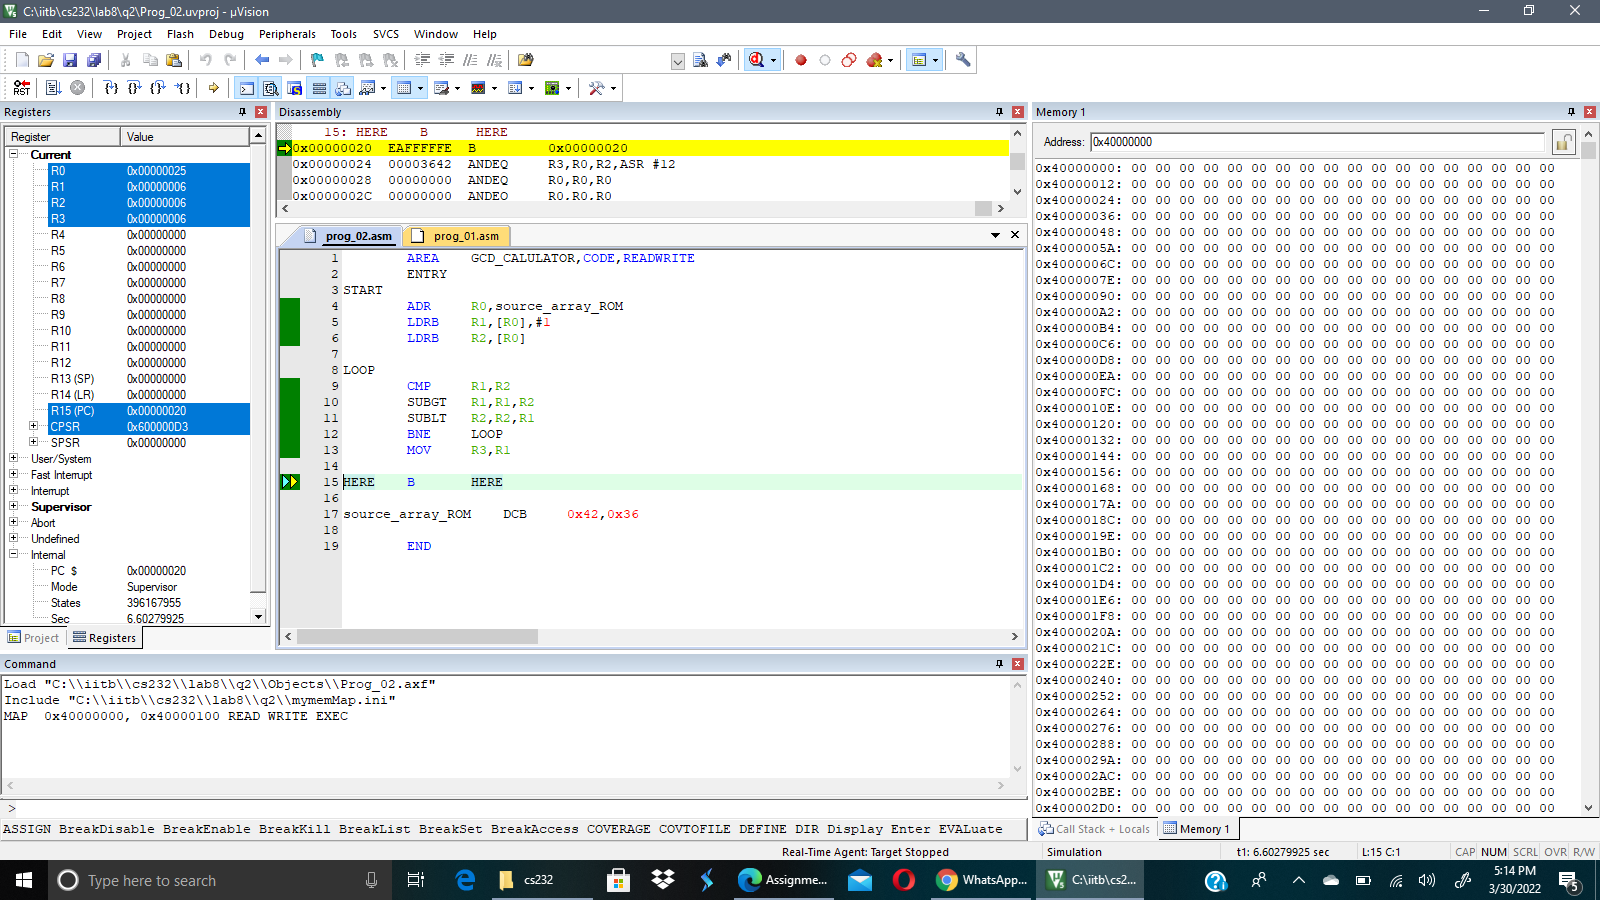 C:\iitb\cs232\lab8\q2\Prog_02.uvproj - µVision
File Edit View Project Flash Debug Peripherals Tools SVCS Window Help
RST
Registers
Register Value
Current
R0 0x00000025
R1 0x00000006
R2 0x00000006
R3 0x00000006
R4 0x00000000
R5 0x00000000
R6 0x00000000
R7 0x00000000
R8 0x00000000
R9 0x00000000
R10 0x00000000
R11 0x00000000
R12 0x00000000
R13 (SP) 0x00000000
R14 (LR) 0x00000000
R15 (PC) 0x00000020
CPSR 0x600000D3
SPSR 0x00000000
User/System
Fast Interrupt
Interrupt
Supervisor
Abort
Undefined
Internal
PC $ 0x00000020
Mode Supervisor
States 396167955
Sec 6.60279925
Project Registers
Disassembly
15: HERE B HERE
0x00000020 EAFFFFFE B 0x00000020
0x00000024 00003642 ANDEQ R3,R0,R2,ASR #12
0x00000028 00000000 ANDEQ R0,R0,R0
0x0000002C 00000000 ANDEQ R0,R0,R0
prog_02.asm prog_01.asm
1 AREA GCD_CALULATOR,CODE,READWRITE
2 ENTRY
3 START
4 ADR R0,source_array_ROM
5 LDRB R1,[R0],#1
6 LDRB R2,[R0]
7
8 LOOP
9 CMP R1,R2
10 SUBGT R1,R1,R2
11 SUBLT R2,R2,R1
12 BNE LOOP
13 MOV R3,R1
14
15 HERE B HERE
16
17 source_array_ROM DCB 0x42,0x36
18
19 END
Memory 1
Address: 0x40000000
0x40000000: 00 00 00 00 00 00 00 00 00 00 00 00 00 00 00 00 00 00
0x40000012: 00 00 00 00 00 00 00 00 00 00 00 00 00 00 00 00 00 00
0x40000024: 00 00 00 00 00 00 00 00 00 00 00 00 00 00 00 00 00 00
0x40000036: 00 00 00 00 00 00 00 00 00 00 00 00 00 00 00 00 00 00
0x40000048: 00 00 00 00 00 00 00 00 00 00 00 00 00 00 00 00 00 00
0x4000005A: 00 00 00 00 00 00 00 00 00 00 00 00 00 00 00 00 00 00
0x4000006C: 00 00 00 00 00 00 00 00 00 00 00 00 00 00 00 00 00 00
0x4000007E: 00 00 00 00 00 00 00 00 00 00 00 00 00 00 00 00 00 00
0x40000090: 00 00 00 00 00 00 00 00 00 00 00 00 00 00 00 00 00 00
0x400000A2: 00 00 00 00 00 00 00 00 00 00 00 00 00 00 00 00 00 00
0x400000B4: 00 00 00 00 00 00 00 00 00 00 00 00 00 00 00 00 00 00
0x400000C6: 00 00 00 00 00 00 00 00 00 00 00 00 00 00 00 00 00 00
0x400000D8: 00 00 00 00 00 00 00 00 00 00 00 00 00 00 00 00 00 00
0x400000EA: 00 00 00 00 00 00 00 00 00 00 00 00 00 00 00 00 00 00
0x400000FC: 00 00 00 00 00 00 00 00 00 00 00 00 00 00 00 00 00 00
0x4000010E: 00 00 00 00 00 00 00 00 00 00 00 00 00 00 00 00 00 00
0x40000120: 00 00 00 00 00 00 00 00 00 00 00 00 00 00 00 00 00 00
0x40000132: 00 00 00 00 00 00 00 00 00 00 00 00 00 00 00 00 00 00
0x40000144: 00 00 00 00 00 00 00 00 00 00 00 00 00 00 00 00 00 00
0x40000156: 00 00 00 00 00 00 00 00 00 00 00 00 00 00 00 00 00 00
0x40000168: 00 00 00 00 00 00 00 00 00 00 00 00 00 00 00 00 00 00
0x4000017A: 00 00 00 00 00 00 00 00 00 00 00 00 00 00 00 00 00 00
0x4000018C: 00 00 00 00 00 00 00 00 00 00 00 00 00 00 00 00 00 00
0x4000019E: 00 00 00 00 00 00 00 00 00 00 00 00 00 00 00 00 00 00
0x400001B0: 00 00 00 00 00 00 00 00 00 00 00 00 00 00 00 00 00 00
0x400001C2: 00 00 00 00 00 00 00 00 00 00 00 00 00 00 00 00 00 00
0x400001D4: 00 00 00 00 00 00 00 00 00 00 00 00 00 00 00 00 00 00
0x400001E6: 00 00 00 00 00 00 00 00 00 00 00 00 00 00 00 00 00 00
0x400001F8: 00 00 00 00 00 00 00 00 00 00 00 00 00 00 00 00 00 00
0x4000020A: 00 00 00 00 00 00 00 00 00 00 00 00 00 00 00 00 00 00
0x4000021C: 00 00 00 00 00 00 00 00 00 00 00 00 00 00 00 00 00 00
0x4000022E: 00 00 00 00 00 00 00 00 00 00 00 00 00 00 00 00 00 00
0x40000240: 00 00 00 00 00 00 00 00 00 00 00 00 00 00 00 00 00 00
0x40000252: 00 00 00 00 00 00 00 00 00 00 00 00 00 00 00 00 00 00
0x40000264: 00 00 00 00 00 00 00 00 00 00 00 00 00 00 00 00 00 00
0x40000276: 00 00 00 00 00 00 00 00 00 00 00 00 00 00 00 00 00 00
0x40000288: 00 00 00 00 00 00 00 00 00 00 00 00 00 00 00 00 00 00
0x4000029A: 00 00 00 00 00 00 00 00 00 00 00 00 00 00 00 00 00 00
0x400002AC: 00 00 00 00 00 00 00 00 00 00 00 00 00 00 00 00 00 00
0x400002BE: 00 00 00 00 00 00 00 00 00 00 00 00 00 00 00 00 00 00
0x400002D0: 00 00 00 00 00 00 00 00 00 00 00 00 00 00 00 00 00 00
Call Stack + Locals Memory 1
Command
Load "C:\\iitb\\cs232\\lab8\\q2\\Objects\\Prog_02.axf"
Include "C:\\iitb\\cs232\\lab8\\q2\\mymemMap.ini"
MAP 0x40000000, 0x40000100 READ WRITE EXEC
>
ASSIGN BreakDisable BreakEnable BreakKill BreakList BreakSet BreakAccess COVERAGE COVTOFILE DEFINE DIR Display Enter EVALuate
Real-Time Agent: Target Stopped Simulation t1: 6.60279925 sec L:15 C:1 CAP NUM SCRL OVR R/W
Type here to search cs232 Assignme... WhatsApp... C:\iitb\cs2... 5:14 PM
3/30/2022
5